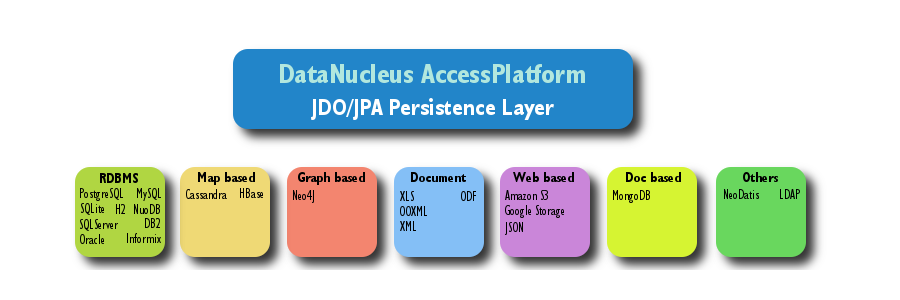 DataNucleus AccessPlatform
JDO/JPA Persistence Layer
RDBMS
PostgreSQL MySQL
SQLite H2 NuoDB
SQLServer DB2
Oracle Informix
Map based
Cassandra HBase
Graph based
Neo4J
Document
XLS ODF
OOXML
XML
Web based
Amazon S3
Google Storage
JSON
Doc based
MongoDB
Others
NeoDatis LDAP